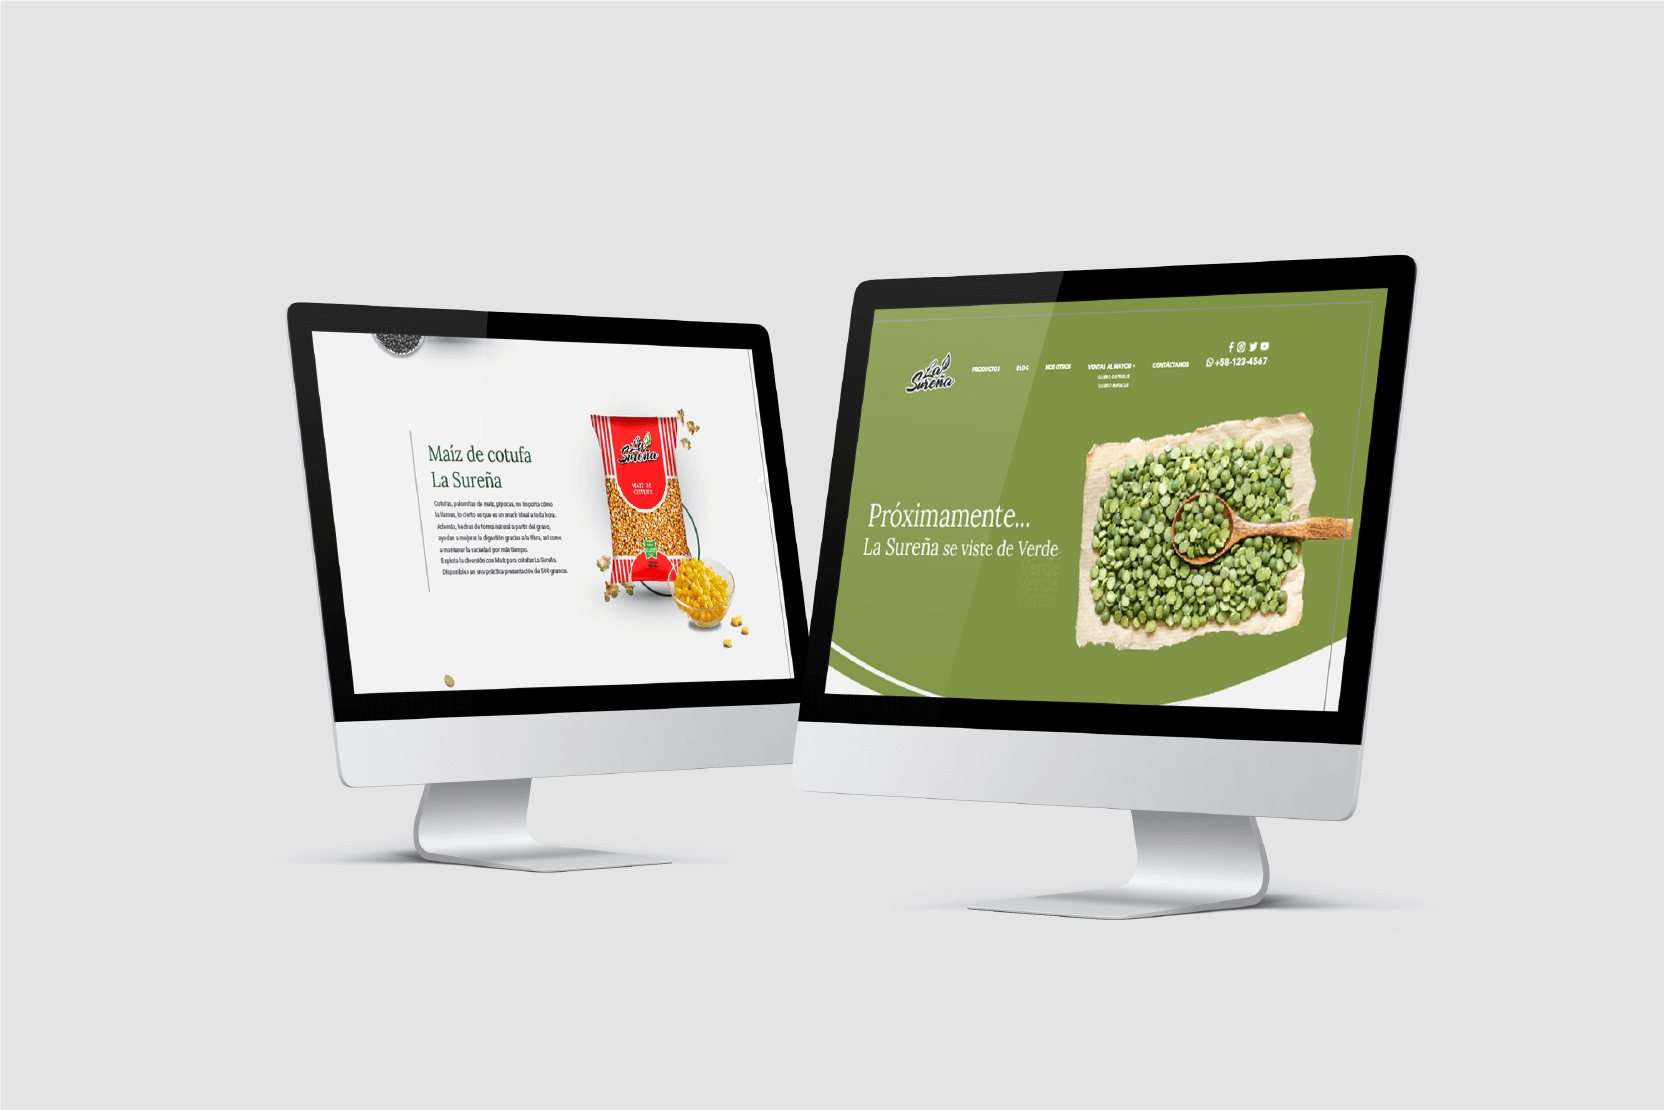 Maíz de cotufa
La Sureña
Cotufas, palomitas de maiz, pipocas, no importa cómo
la llames, lo cierto es que es un snack ideal a toda hora.
Además, hechas de forma natural a partir del grano,
ayudan a mejorar la digestión gracias a la fibra, así como
a mantener la saciedad por más tiempo.
Explota la diversión con Maíz para cotufas La Sureña.
Disponibles en una práctica presentación de 500 gramos.
La
Sureña
MAIZ DE
COTUFA
La
Sureña
PRODUCTOS
BLOG
NOSOTROS
VENTAS AL MAYOR
CONTÁCTANOS
+58-123-4567
Próximamente...
La Sureña se viste de Verde